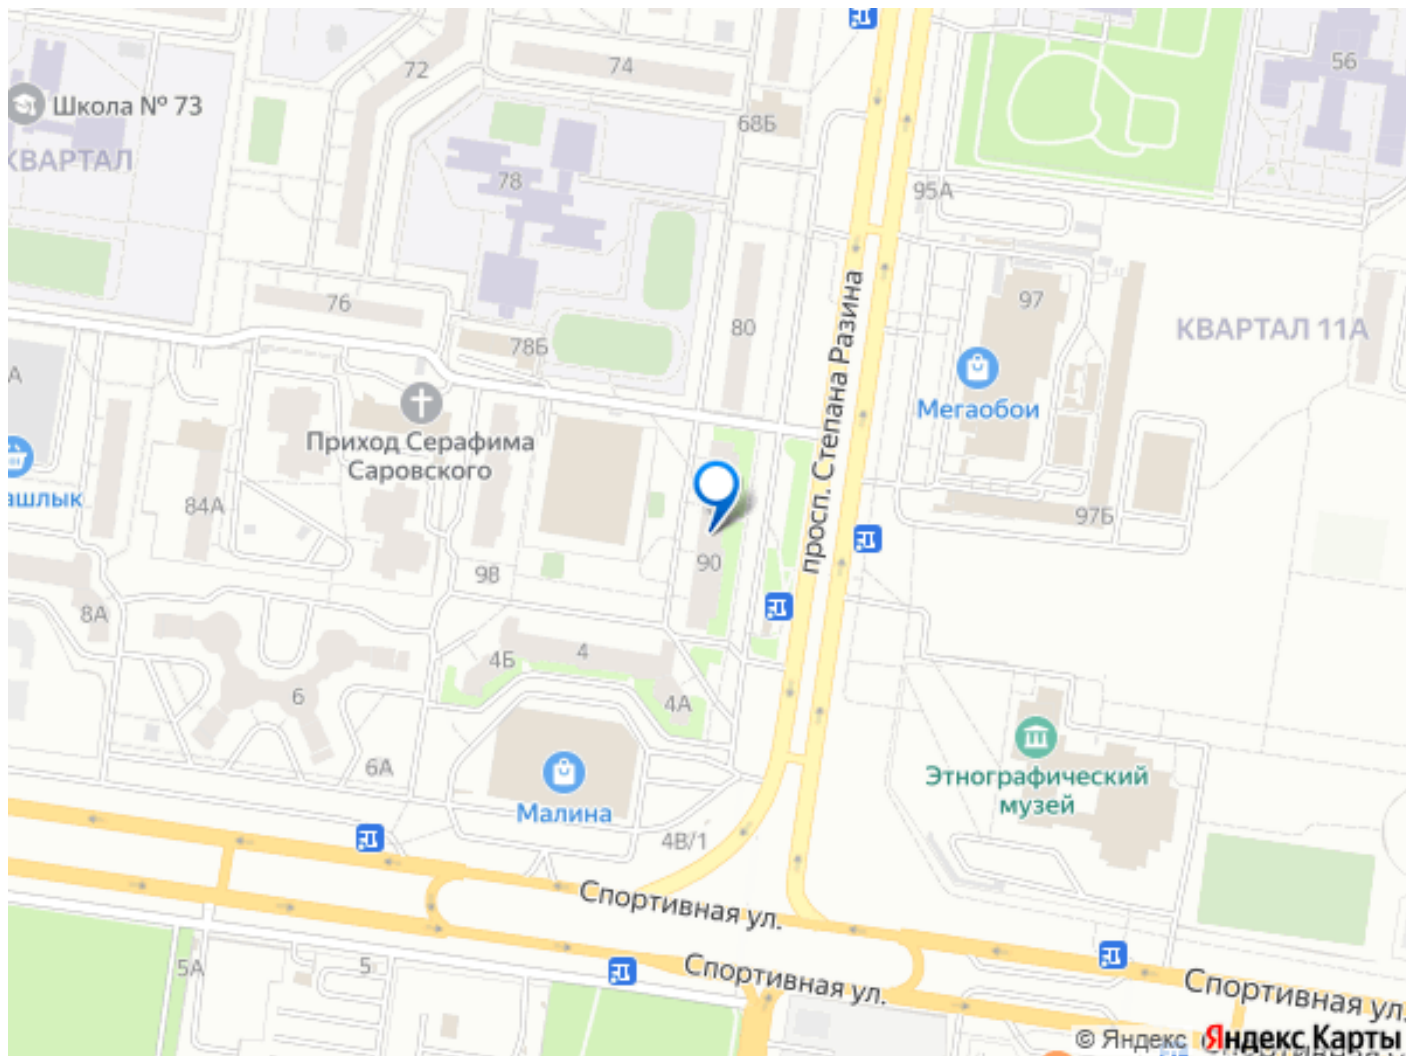 72
74
56
Школа № 73
68Б
КВАРТАЛ
78
95А
97
76
80
КВАРТАЛ 11А
78Б
просп. Степана Разина
Мегаобои
Приход Серафима
Саровского
ашлык
84А
97Б
90
9В
8А
4
4Б
6
4А
6А
Этнографический
музей
Малина
4В/1
Спортивная ул.
5А
5
Спортивная ул.
Спортивная ул.
© Яндекс Яндекс Карты